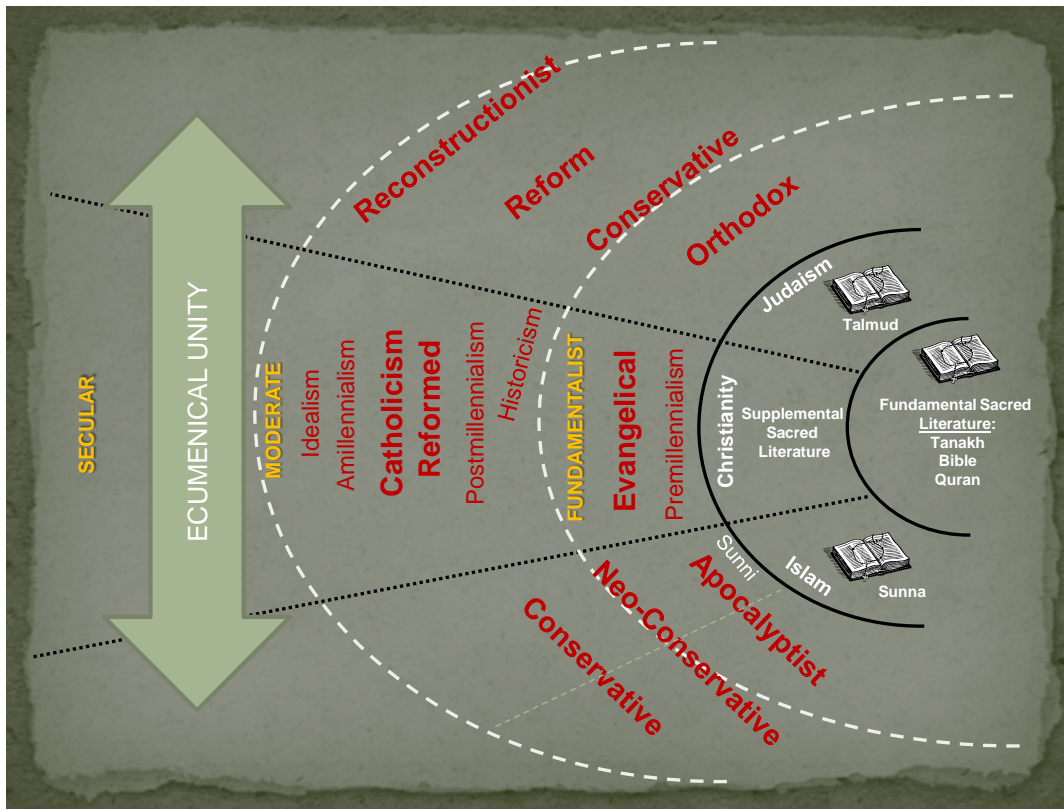 SECULAR
ECUMENICAL UNITY
MODERATE
Idealism
Amillennialism
Catholicism
Reformed
Postmillennialism
Historicism
FUNDAMENTALIST
Evangelical
Premillennialism
Reconstructionist
Reform
Conservative
Orthodox
Judaism
Talmud
Christianity
Supplemental
Sacred
Literature
Fundamental Sacred
Literature:
Tanakh
Bible
Quran
Sunni
Islam
Sunna
Apocalyptist
Neo-Conservative
Conservative